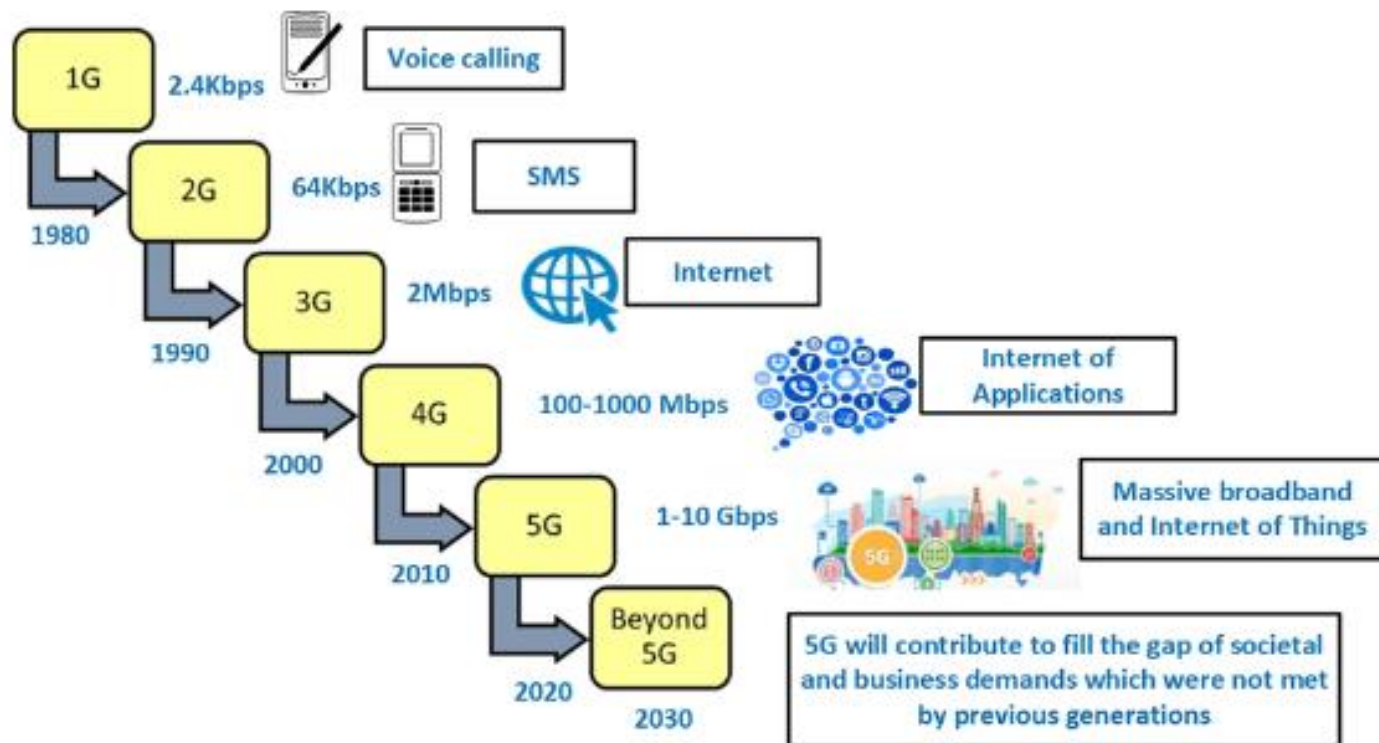 1G
2.4Kbps
Voice calling
2G
64Kbps
SMS
1980
3G
2Mbps
Internet
1990
4G
100-1000 Mbps
Internet of
Applications
2000
5G
1-10 Gbps
5G
Massive broadband
and Internet of Things
2010
Beyond
5G
5G will contribute to fill the gap of societal
and business demands which were not met
by previous generations
2020
2030